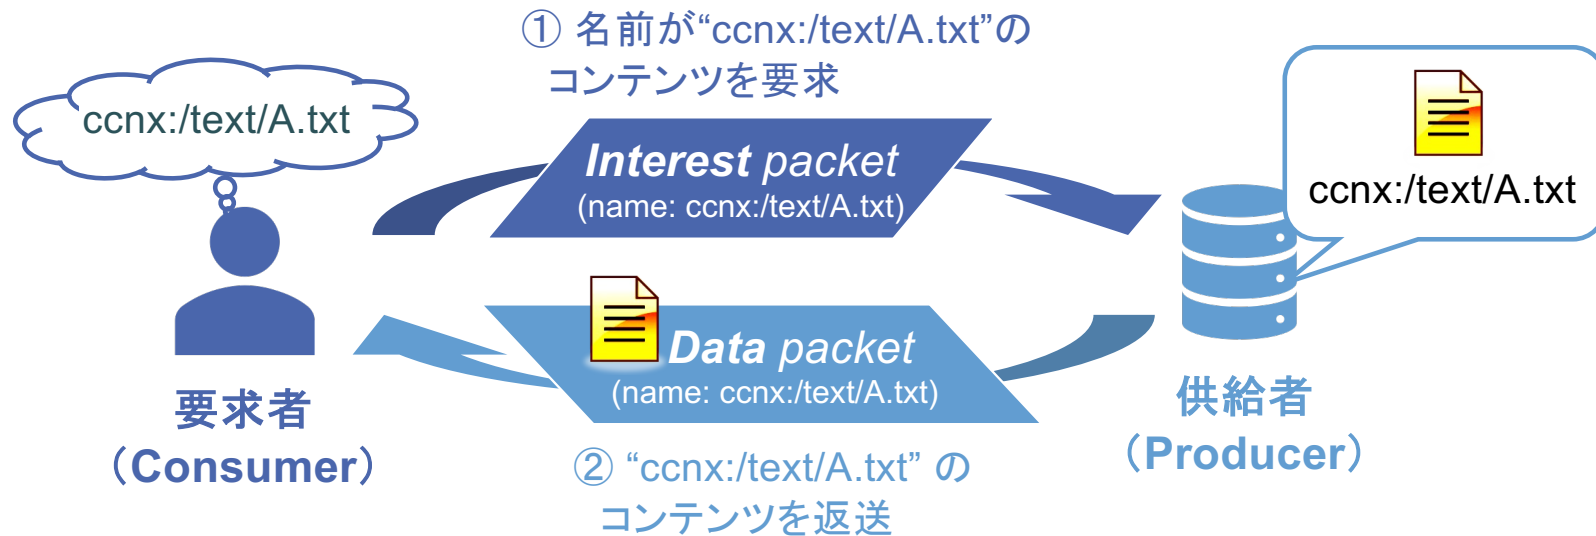 ① 名前が“ccnx:/text/A.txt”の
コンテンツを要求
ccnx:/text/A.txt
Interest packet
(name: ccnx:/text/A.txt)
ccnx:/text/A.txt
Data packet
(name: ccnx:/text/A.txt)
要求者
（Consumer）
供給者
（Producer）
② “ccnx:/text/A.txt” の
コンテンツを返送